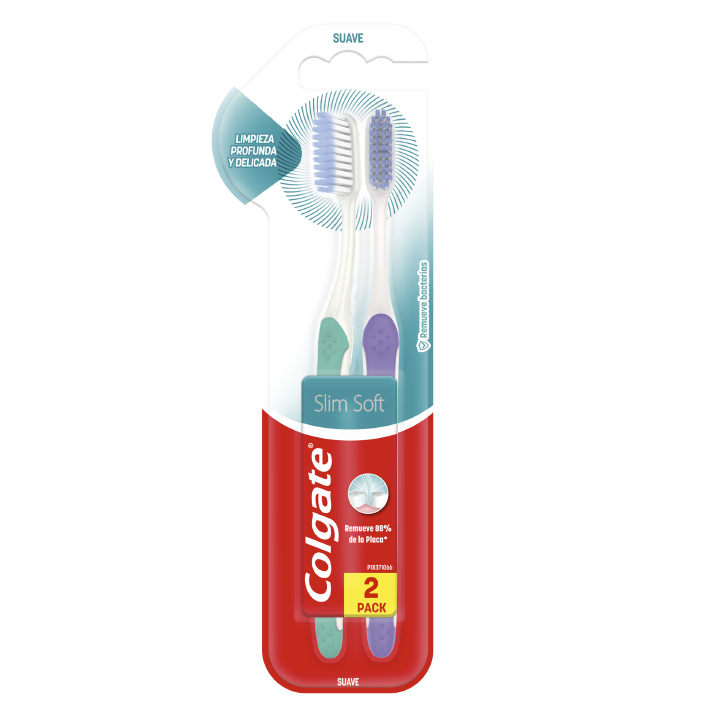 SUAVE
LIMPIEZA
PROFUNDA
Y DELICADA
Remueve bacterias
Slim Soft
Colgate®
Remueve 88%
de la Placa*
P18371066
2
PACK
SUAVE